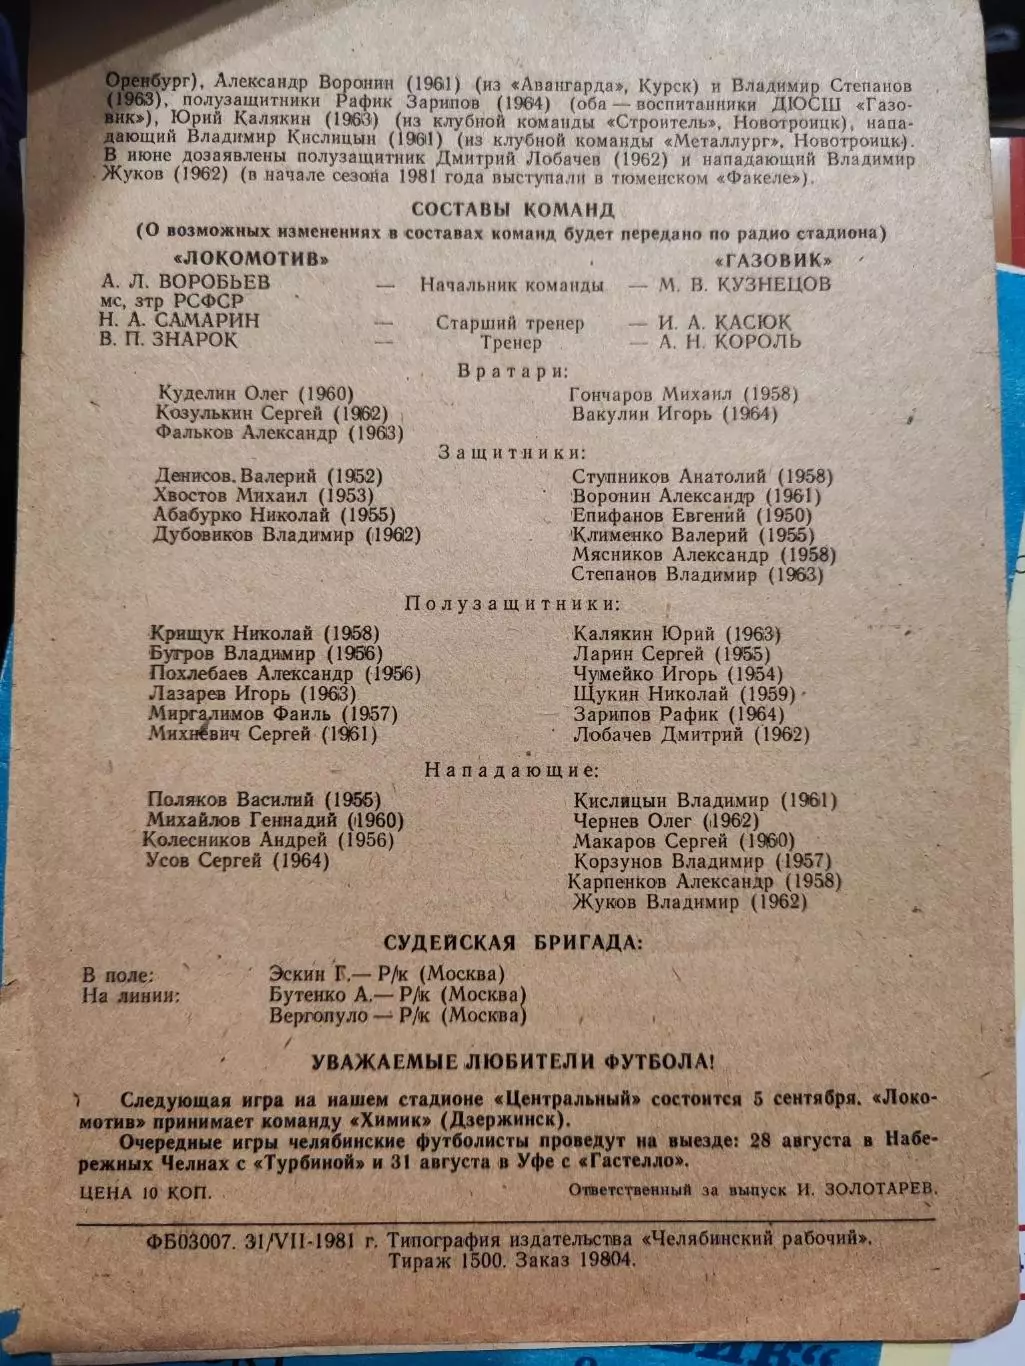 Оренбург), Александр Воронин (1961) (из «Авангарда», Курск) и Владимир Степанов
(1963), полузащитники Рафик Зарипов (1964) (оба — воспитанники ДЮСШ «Газо-
вик»), Юрий Калякин (1963) (из клубной команды «Строитель», Новотроицк), напа-
дающий Владимир Кислицын (1961) (из клубной команды «Металлург», Новотроицк).
В июне дозаявлены полузащитник Дмитрий Лобачев (1962) и нападающий Владимир
Жуков (1962) (в начале сезона 1981 года выступали в тюменском «Факеле»).
СОСТАВЫ КОМАНД
(О возможных изменениях в составах команд будет передано по радио стадиона)
«ЛОКОМОТИВ» «ГАЗОВИК»
А. Л. ВОРОБЬЕВ — Начальник команды — М. В. КУЗНЕЦОВ
мс, зтр РСФСР
Н. А. САМАРИН — Старший тренер — И. А. КАСЮК
В. П. ЗНАРОК — Тренер — А. Н. КОРОЛЬ
Вратари:
Куделин Олег (1960) Гончаров Михаил (1958)
Козулькин Сергей (1962) Вакулин Игорь (1964)
Фальков Александр (1963)
Защитники:
Денисов Валерий (1952) Ступников Анатолий (1958)
Хвостов Михаил (1953) Воронин Александр (1961)
Абабурко Николай (1955) Епифанов Евгений (1950)
Дубовиков Владимир (1962) Клименко Валерий (1955)
Мясников Александр (1958)
Степанов Владимир (1963)
Полузащитники:
Крищук Николай (1958) Калякин Юрий (1963)
Бугров Владимир (1956) Ларин Сергей (1955)
Похлебаев Александр (1956) Чумейко Игорь (1954)
Лазарев Игорь (1963) Щукин Николай (1959)
Миргалимов Фаиль (1957) Зарипов Рафик (1964)
Михневич Сергей (1961) Лобачев Дмитрий (1962)
Нападающие:
Поляков Василий (1955) Кислицын Владимир (1961)
Михайлов Геннадий (1960) Чернев Олег (1962)
Колесников Андрей (1956) Макаров Сергей (1960)
Усов Сергей (1964) Корзунов Владимир (1957)
Карпенков Александр (1958)
Жуков Владимир (1962)
СУДЕЙСКАЯ БРИГАДА:
В поле: Эскин Г.— Р/к (Москва)
На линии: Бутенко А.— Р/к (Москва)
Вергопуло — Р/к (Москва)
УВАЖАЕМЫЕ ЛЮБИТЕЛИ ФУТБОЛА!
Следующая игра на нашем стадионе «Центральный» состоится 5 сентября. «Локо-
мотив» принимает команду «Химик» (Дзержинск).
Очередные игры челябинские футболисты проведут на выезде: 28 августа в Набе-
режных Челнах с «Турбиной» и 31 августа в Уфе с «Гастелло».
ЦЕНА 10 КОП. Ответственный за выпуск И. ЗОЛОТАРЕВ.
ФБ03007. 31/VII-1981 г. Типография издательства «Челябинский рабочий».
Тираж 1500. Заказ 19804.